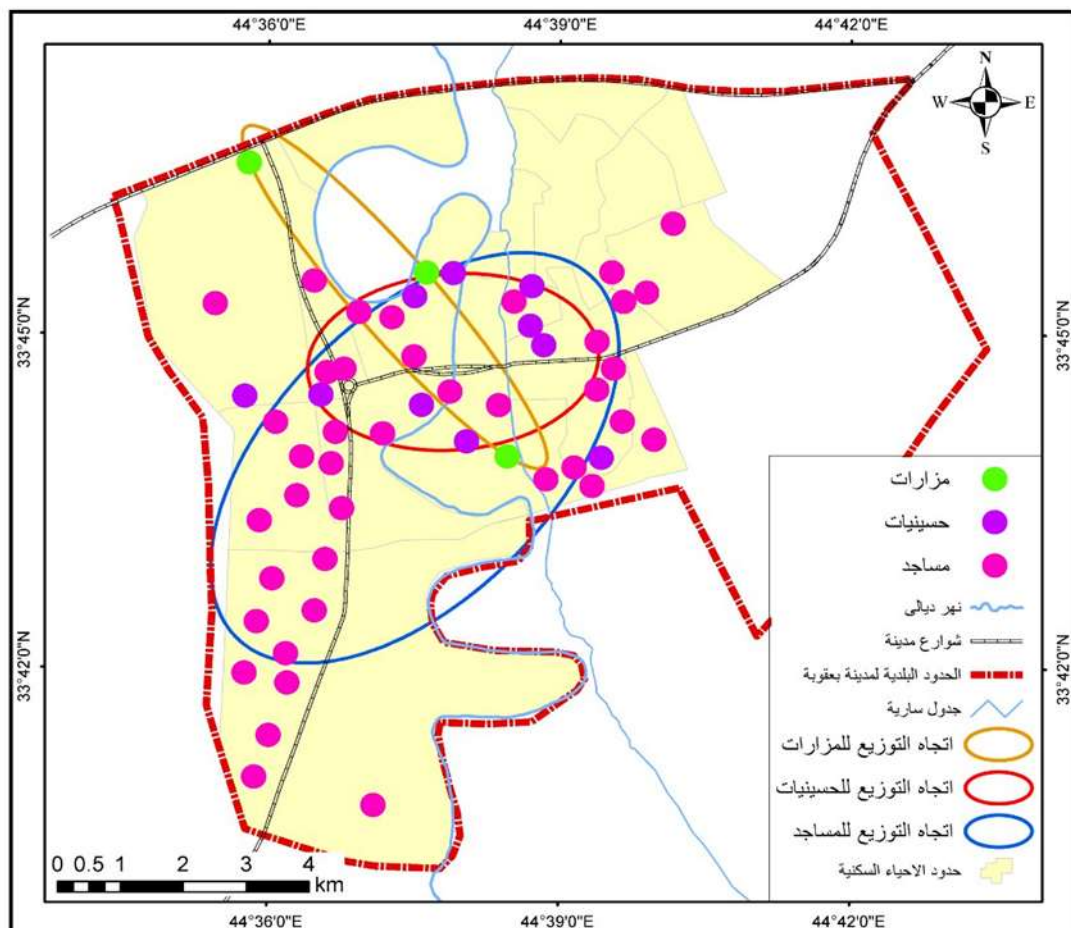 44°36'0"E
44°39'0"E
44°42'0"E
N
W
E
S
33°45'0"N
33°45'0"N
33°42'0"N
33°42'0"N
مزارات
حسينيات
مساجد
نهر ديالى
شوارع مدينة
الحدود البلدية لمدينة بعقوبة
جدول سارية
اتجاه التوزيع للمزارات
اتجاه التوزيع للحسينيات
اتجاه التوزيع للمساجد
حدود الاحياء السكنية
0 0.5 1 2 3 4
km
44°36'0"E
44°39'0"E
44°42'0"E